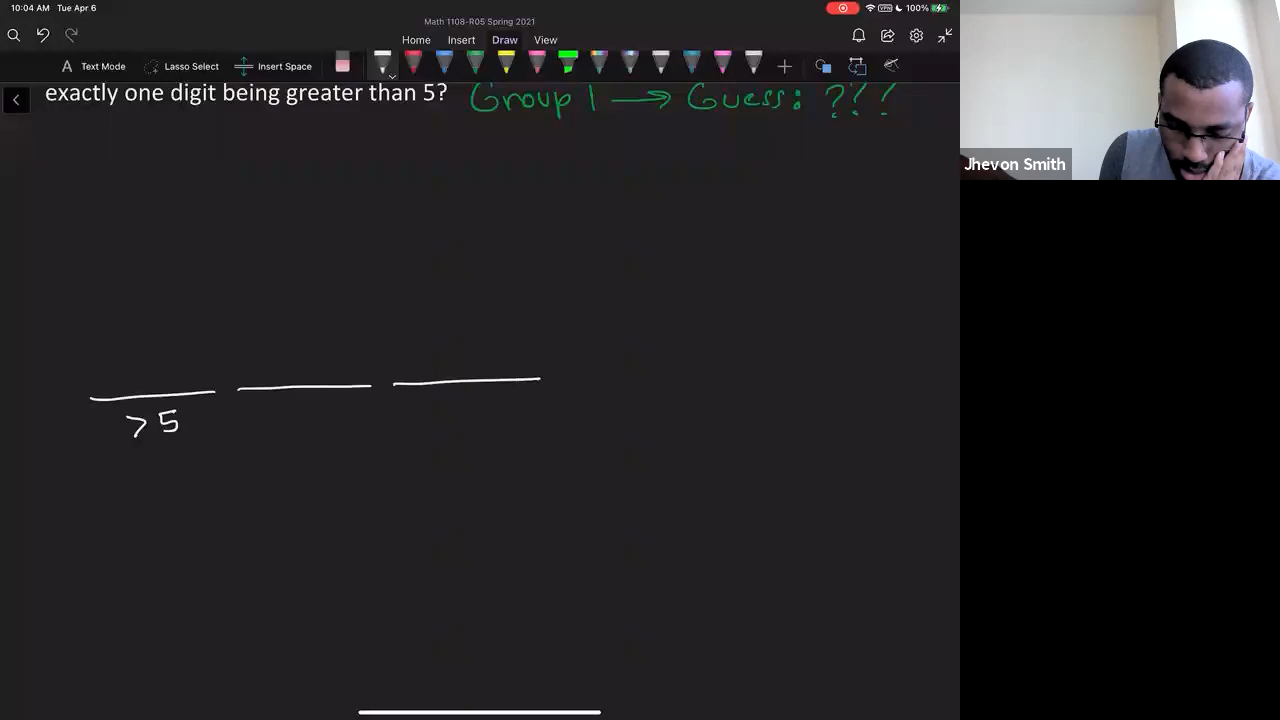 10:04 AM Tue Apr 6
VPN 100%
Math 1108-R05 Spring 2021
Home Insert Draw View
A Text Mode Lasso Select Insert Space
exactly one digit being greater than 5? Group 1 → Guess: ???
Jhevon Smith
> 5